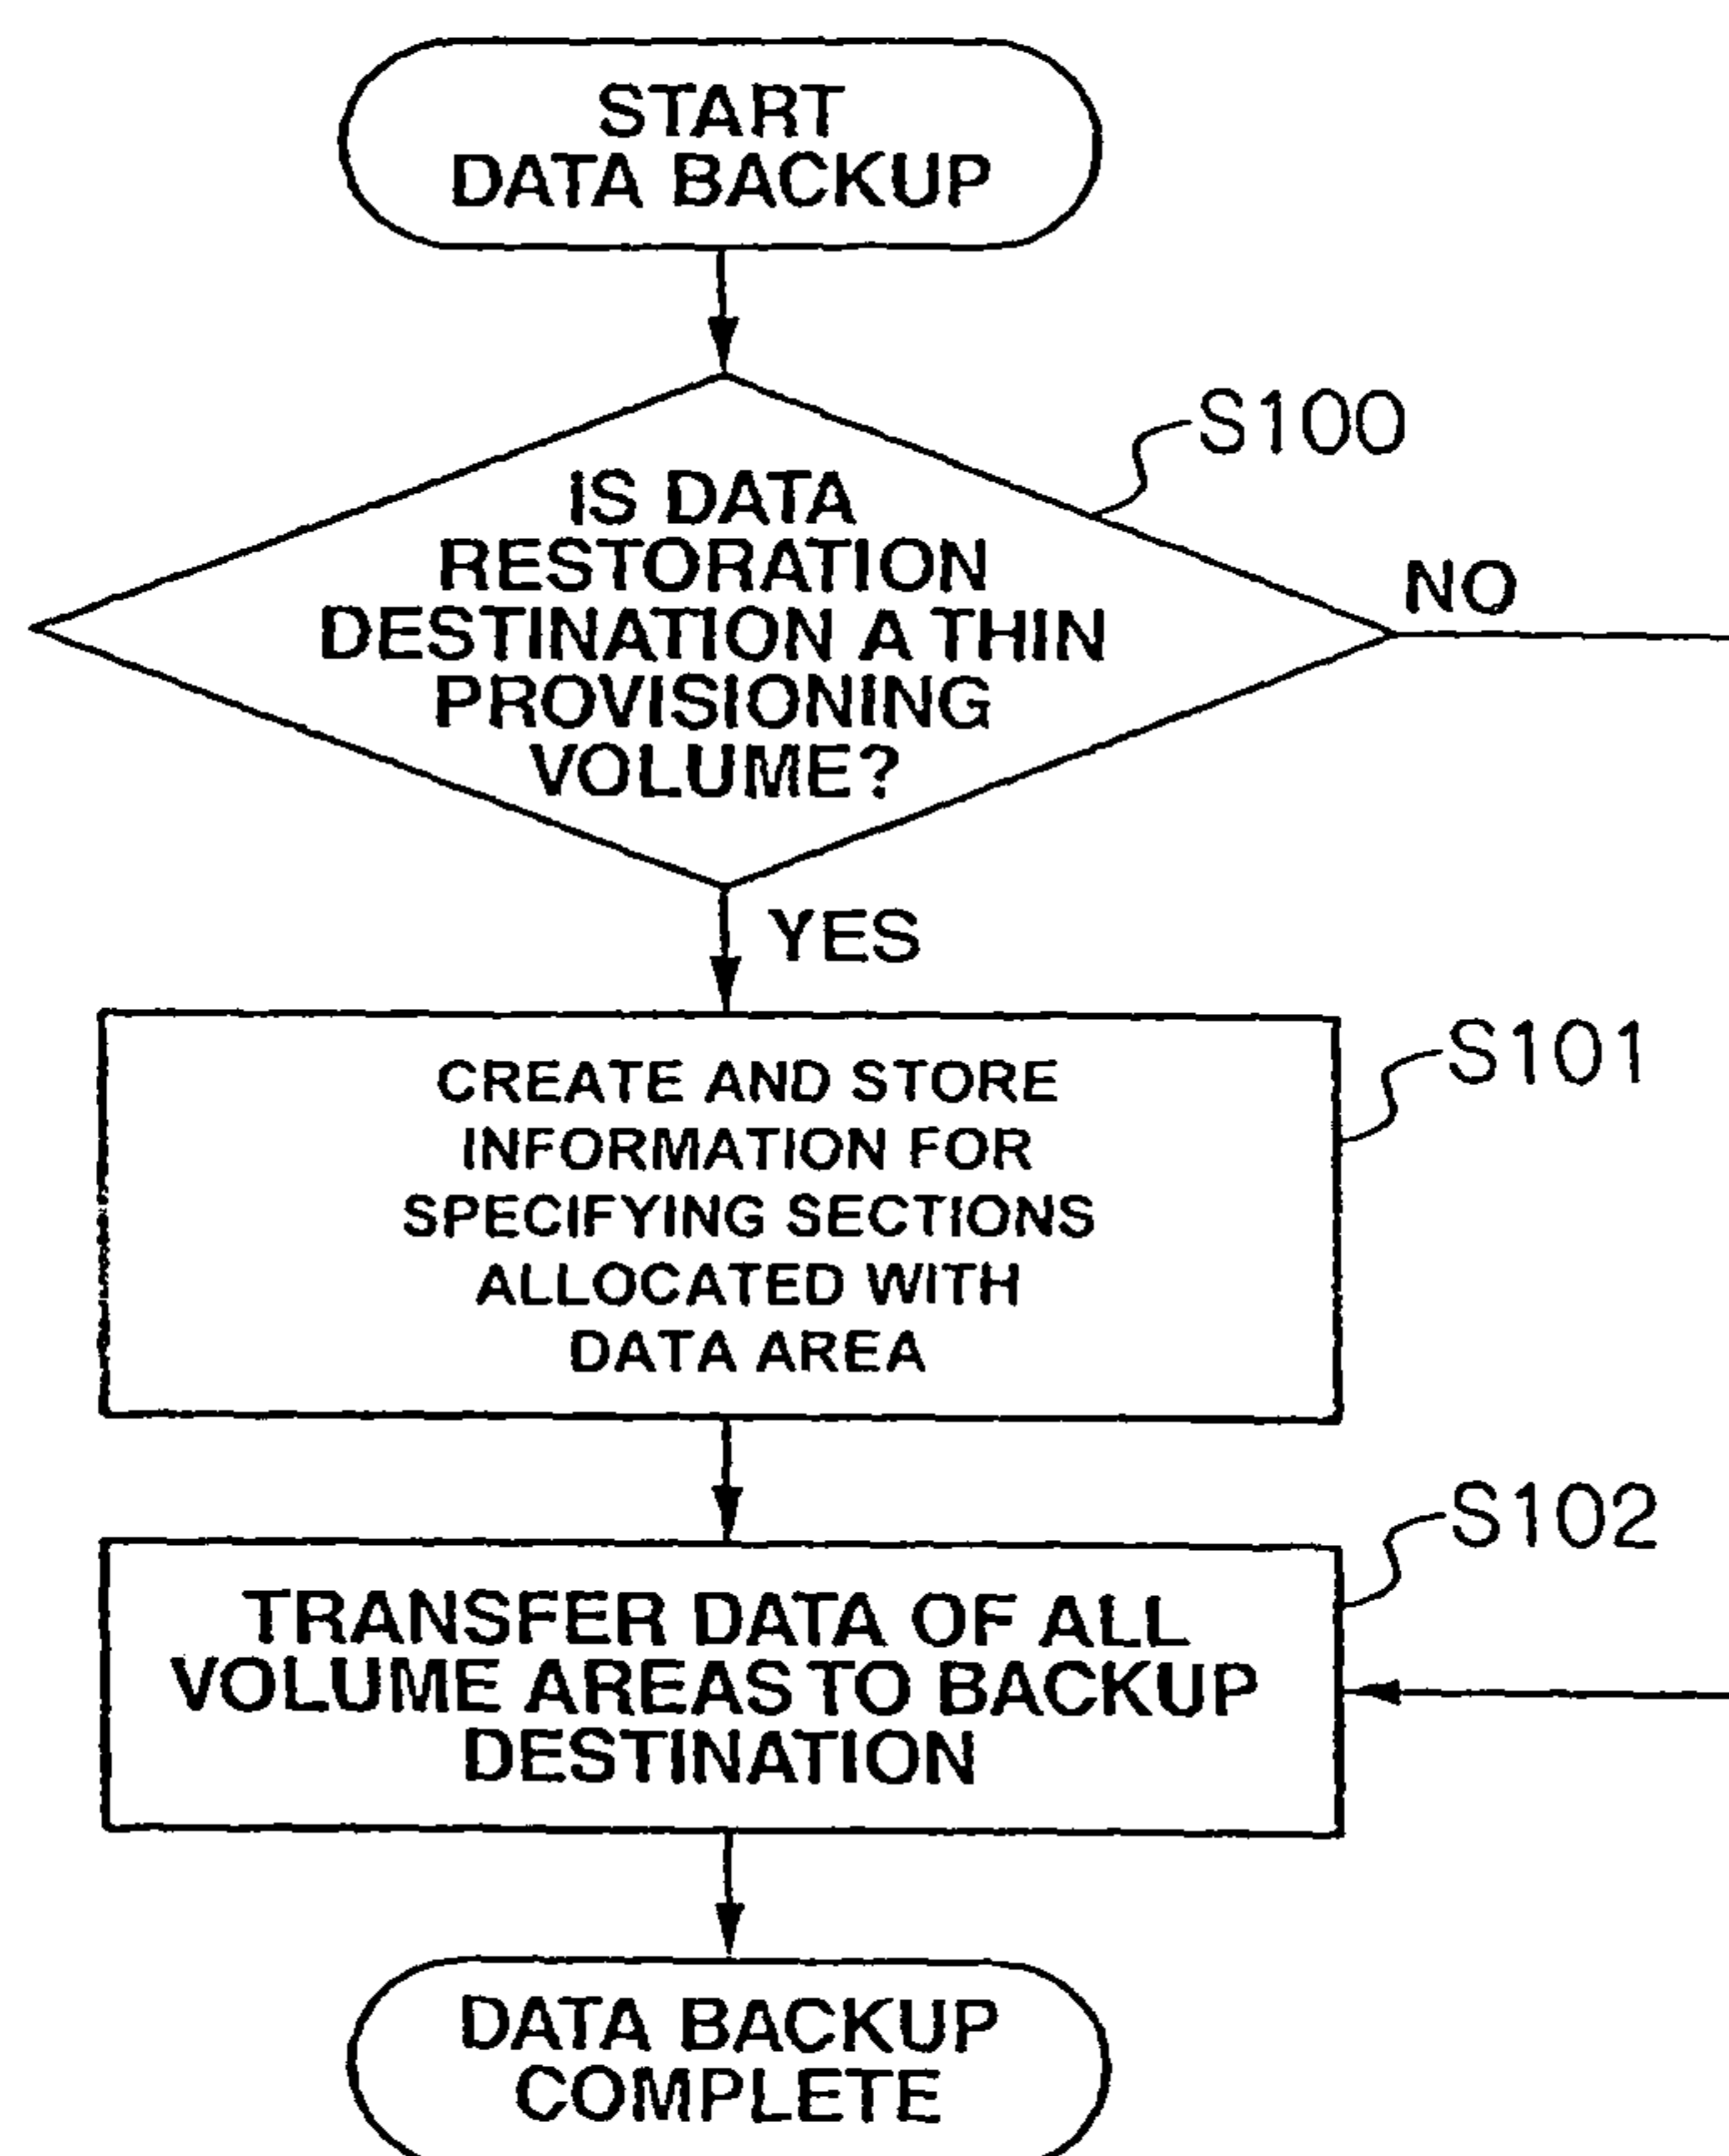 START
DATA BACKUP
S100
IS DATA
RESTORATION
DESTINATION A THIN
PROVISIONING
VOLUME?
NO
YES
S101
CREATE AND STORE
INFORMATION FOR
SPECIFYING SECTIONS
ALLOCATED WITH
DATA AREA
S102
TRANSFER DATA OF ALL
VOLUME AREAS TO BACKUP
DESTINATION
DATA BACKUP
COMPLETE